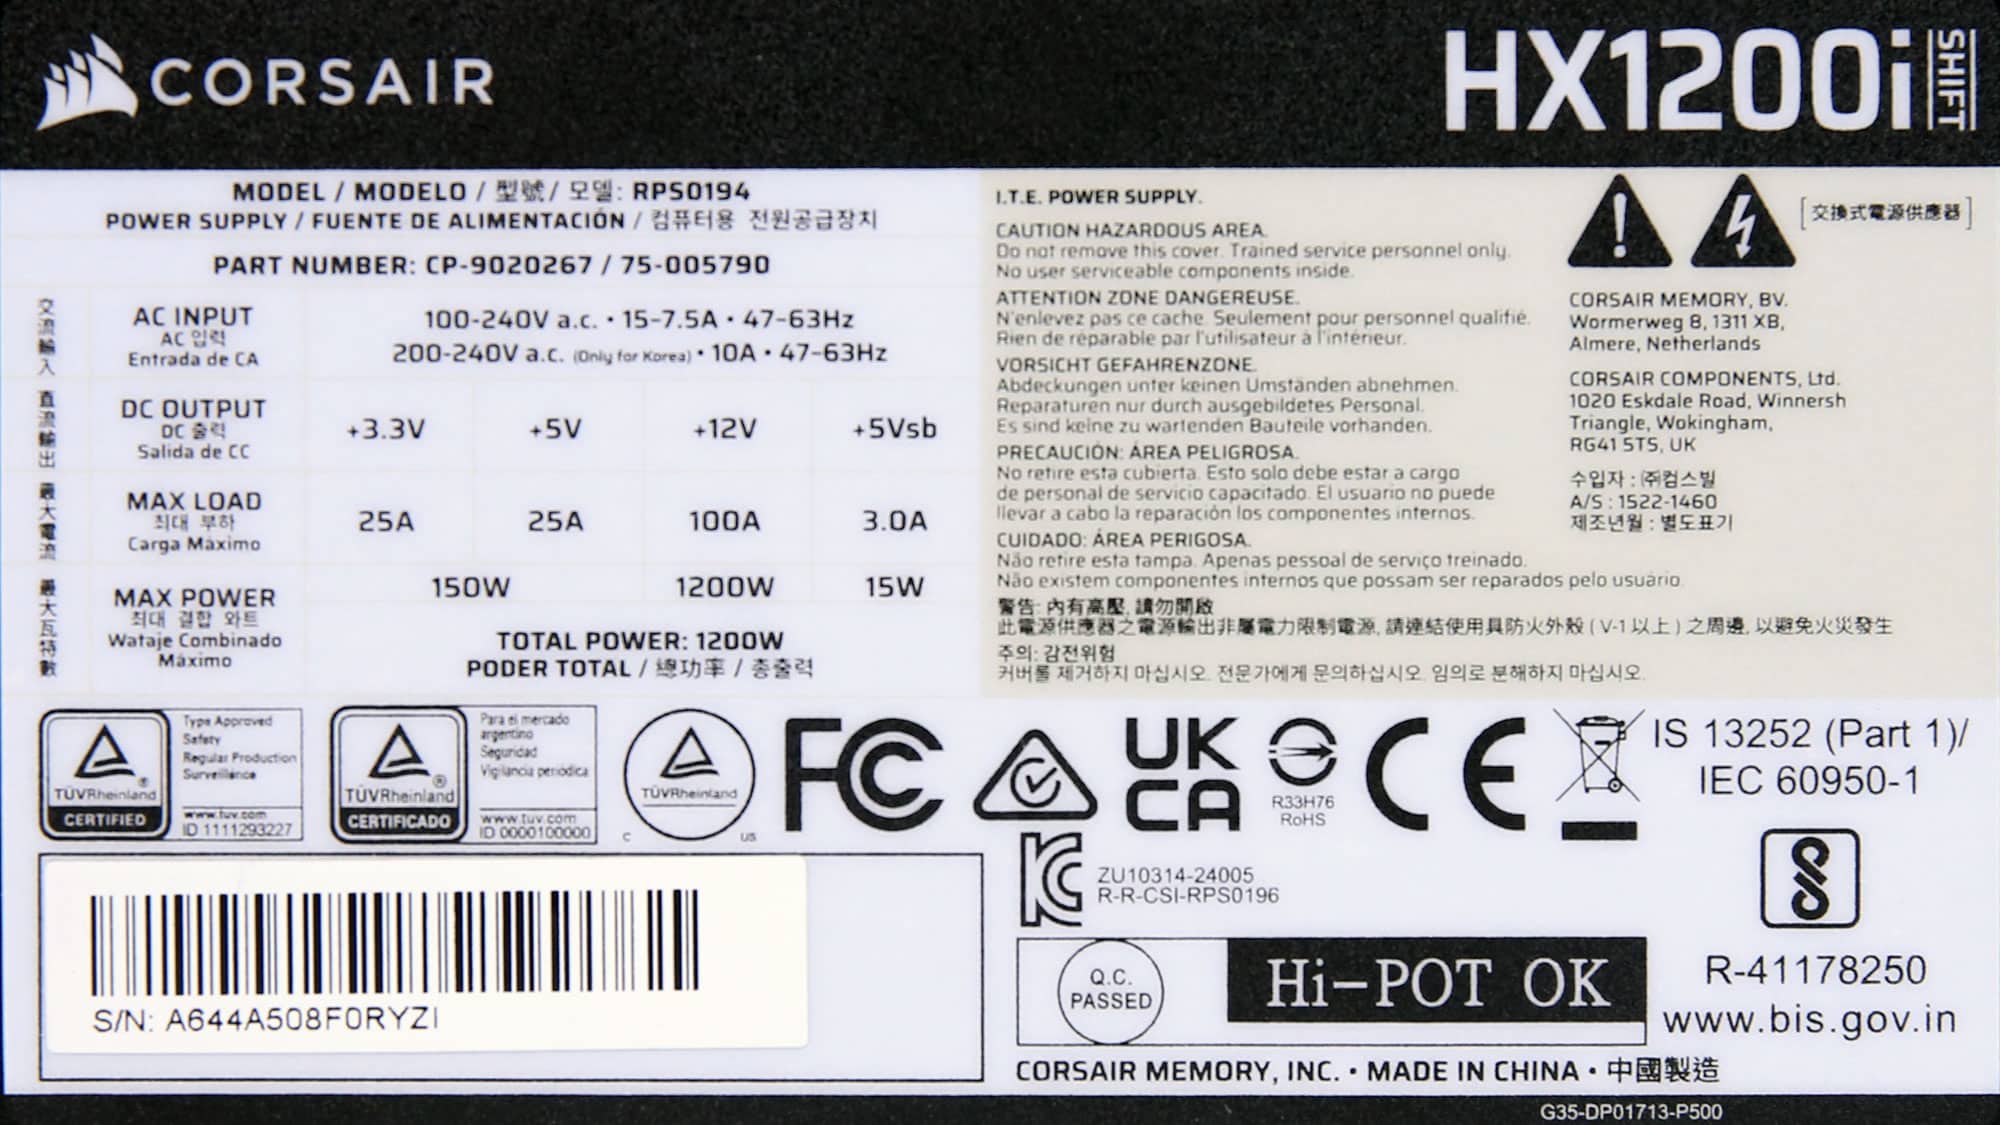 CORSAIR
HX1200i SHIFT
MODEL / MODELO / 型號 / 모델: RPS0194
POWER SUPPLY / FUENTE DE ALIMENTACIÓN / 컴퓨터용 전원공급장치
PART NUMBER: CP-9020267 / 75-005790
交流輸入
AC INPUT
AC 입력
Entrada de CA
100-240V a.c. • 15-7.5A • 47-63Hz
200-240V a.c. (Only for Korea) • 10A • 47-63Hz
直流輸出
DC OUTPUT
DC 출력
Salida de CC
+3.3V +5V +12V +5Vsb
最大電流
MAX LOAD
최대 부하
Carga Máximo
25A 25A 100A 3.0A
最大瓦特數
MAX POWER
최대 결합 와트
Wataje Combinado
Máximo
150W 1200W 15W
TOTAL POWER: 1200W
PODER TOTAL / 總功率 / 총출력
I.T.E. POWER SUPPLY.
CAUTION HAZARDOUS AREA.
Do not remove this cover. Trained service personnel only.
No user serviceable components inside.
ATTENTION ZONE DANGEREUSE.
N'enlevez pas ce cache. Seulement pour personnel qualifié.
Rien de réparable par l'utilisateur à l'intérieur.
VORSICHT GEFAHRENZONE.
Abdeckungen unter keinen Umständen abnehmen.
Reparaturen nur durch ausgebildetes Personal.
Es sind keine zu wartenden Bauteile vorhanden.
PRECAUCIÓN: ÁREA PELIGROSA.
No retire esta cubierta. Esto solo debe estar a cargo
de personal de servicio capacitado. El usuario no puede
llevar a cabo la reparación los componentes internos.
CUIDADO: ÁREA PERIGOSA.
Não retire esta tampa. Apenas pessoal de serviço treinado.
Não existem componentes internos que possam ser reparados pelo usuário.
警告: 內有高壓, 請勿開啟
此電源供應器之電源輸出非屬電力限制電源, 請連結使用具防火外殼 ( V-1 以上 ) 之周邊, 以避免火災發生
주의: 감전위험
커버를 제거하지 마십시오. 전문가에게 문의하십시오. 임의로 분해하지 마십시오.
[交換式電源供應器]
CORSAIR MEMORY, BV.
Wormerweg 8, 1311 XB,
Almere, Netherlands
CORSAIR COMPONENTS, Ltd.
1020 Eskdale Road, Winnersh
Triangle, Wokingham,
RG41 5TS, UK
수입자 : ㈜컴스빌
A/S : 1522-1460
제조년월 : 별도표기
TÜVRheinland
CERTIFIED
Type Approved
Safety
Regular Production
Surveillance
www.tuv.com
ID 1111293227
TÜVRheinland
CERTIFICADO
Para el mercado
argentino
Seguridad
Vigilancia periódica
www.tuv.com
ID 0000100000
TÜVRheinland
C US
FC
UK
CA
R33H76
RoHS
CE
IS 13252 (Part 1)/
IEC 60950-1
ZU10314-24005
R-R-CSI-RPS0196
S/N: A644A508F0RYZI
Q.C.
PASSED
Hi-POT OK
R-41178250
www.bis.gov.in
CORSAIR MEMORY, INC. • MADE IN CHINA • 中國製造
G35-DP01713-P500